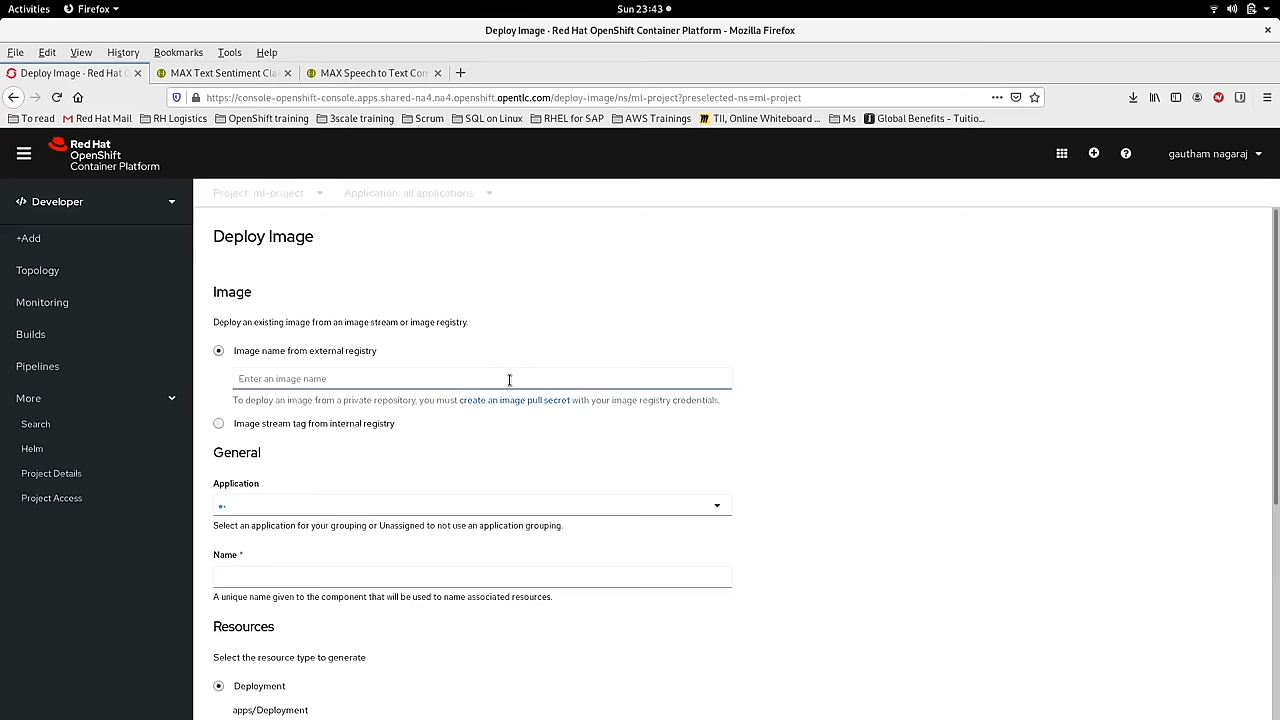 Activities Firefox Sun 23:43
Deploy Image · Red Hat OpenShift Container Platform - Mozilla Firefox
File Edit View History Bookmarks Tools Help
Deploy Image · Red Hat MAX Text Sentiment Cla MAX Speech to Text Con
https://console-openshift-console.apps.shared-na4.na4.openshift.opentlc.com/deploy-image/ns/ml-project?preselected-ns=ml-project
To read Red Hat Mail RH Logistics OpenShift training 3scale training Scrum SQL on Linux RHEL for SAP AWS Trainings TII, Online Whiteboard ... Ms Global Benefits - Tuitio...
Red Hat
OpenShift
Container Platform
gautham nagaraj
Developer
+Add
Topology
Monitoring
Builds
Pipelines
More
Search
Helm
Project Details
Project Access
Project: ml-project Application: all applications
Deploy Image
Image
Deploy an existing image from an image stream or image registry.
Image name from external registry
Enter an image name
To deploy an image from a private repository, you must create an image pull secret with your image registry credentials.
Image stream tag from internal registry
General
Application
Select an application for your grouping or Unassigned to not use an application grouping.
Name *
A unique name given to the component that will be used to name associated resources.
Resources
Select the resource type to generate
Deployment
apps/Deployment